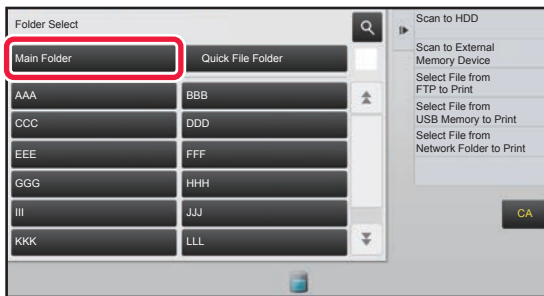 Folder Select
Main Folder
Quick File Folder
AAA
BBB
CCC
DDD
EEE
FFF
GGG
HHH
III
JJJ
KKK
LLL
Scan to HDD
Scan to External
Memory Device
Select File from
FTP to Print
Select File from
USB Memory to Print
Select File from
Network Folder to Print
CA